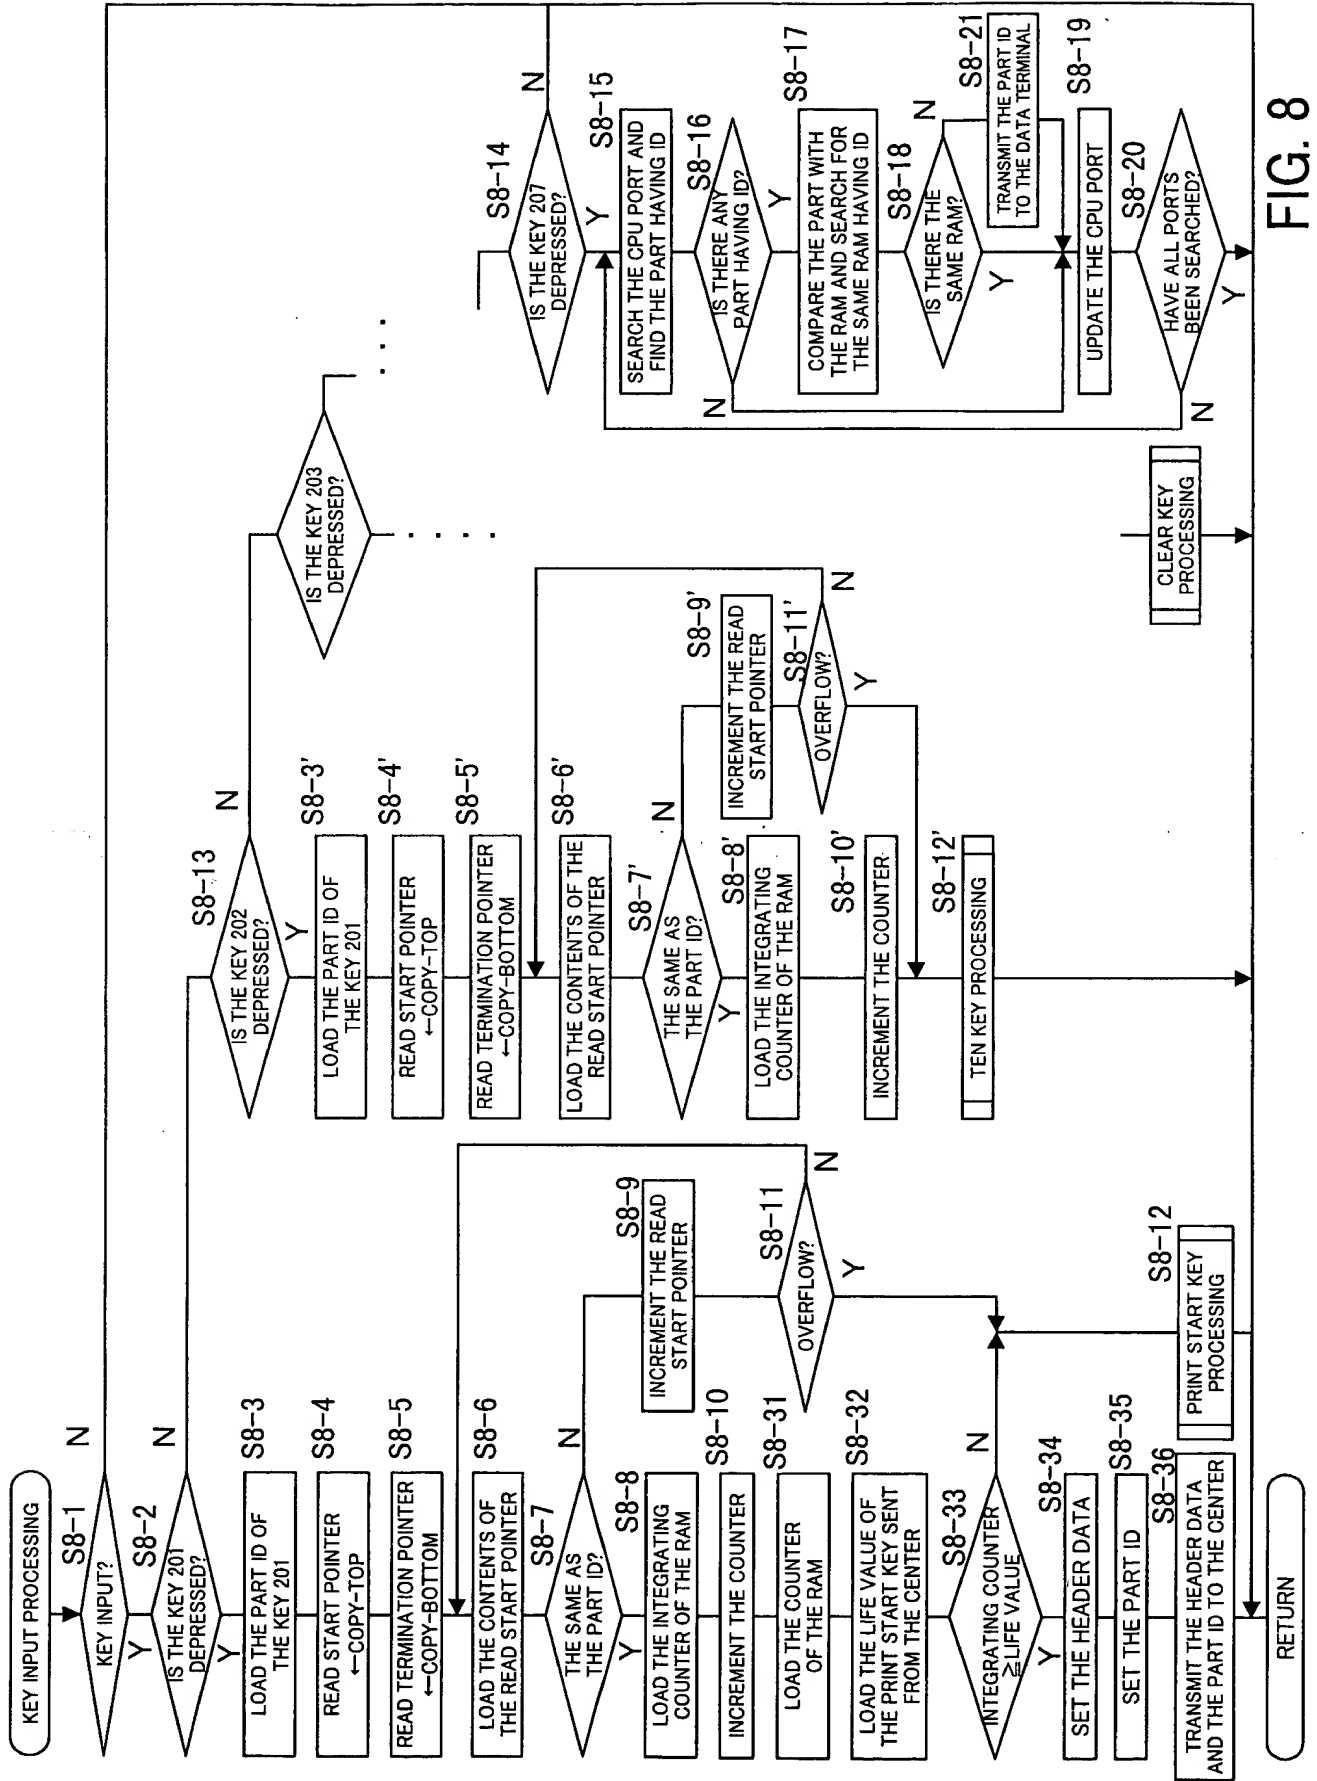 KEY INPUT PROCESSING
S8-1
KEY INPUT?
N
Y
S8-2
IS THE KEY 201
DEPRESSED?
N
Y
S8-3
LOAD THE PART ID OF
THE KEY 201
S8-4
READ START POINTER
←COPY-TOP
S8-5
READ TERMINATION POINTER
←COPY-BOTTOM
S8-6
LOAD THE CONTENTS OF
THE READ START POINTER
S8-7
THE SAME AS
THE PART ID?
N
Y
S8-8
LOAD THE INTEGRATING
COUNTER OF THE RAM
S8-9
INCREMENT THE READ
START POINTER
S8-10
INCREMENT THE COUNTER
S8-11
OVERFLOW?
N
Y
S8-31
LOAD THE COUNTER
OF THE RAM
S8-32
LOAD THE LIFE VALUE OF
THE PRINT START KEY SENT
FROM THE CENTER
S8-33
INTEGRATING COUNTER
≧LIFE VALUE
N
Y
S8-34
SET THE HEADER DATA
S8-35
SET THE PART ID
S8-36
TRANSMIT THE HEADER DATA
AND THE PART ID TO THE CENTER
S8-12
PRINT START KEY
PROCESSING
RETURN
S8-13
IS THE KEY 202
DEPRESSED?
N
Y
S8-3'
LOAD THE PART ID OF
THE KEY 201
S8-4'
READ START POINTER
←COPY-TOP
S8-5'
READ TERMINATION POINTER
←COPY-BOTTOM
S8-6'
LOAD THE CONTENTS OF THE
READ START POINTER
S8-7'
THE SAME AS
THE PART ID?
N
Y
S8-8'
LOAD THE INTEGRATING
COUNTER OF THE RAM
S8-9'
INCREMENT THE READ
START POINTER
S8-11'
OVERFLOW?
N
Y
S8-10'
INCREMENT THE COUNTER
S8-12'
TEN KEY PROCESSING
IS THE KEY 203
DEPRESSED?
CLEAR KEY
PROCESSING
S8-14
IS THE KEY 207
DEPRESSED?
N
Y
S8-15
SEARCH THE CPU PORT AND
FIND THE PART HAVING ID
S8-16
IS THERE ANY
PART HAVING ID?
N
Y
S8-17
COMPARE THE PART WITH
THE RAM AND SEARCH FOR
THE SAME RAM HAVING ID
S8-18
IS THERE THE
SAME RAM?
N
Y
S8-21
TRANSMIT THE PART ID
TO THE DATA TERMINAL
S8-19
UPDATE THE CPU PORT
S8-20
HAVE ALL PORTS
BEEN SEARCHED?
N
Y
FIG. 8